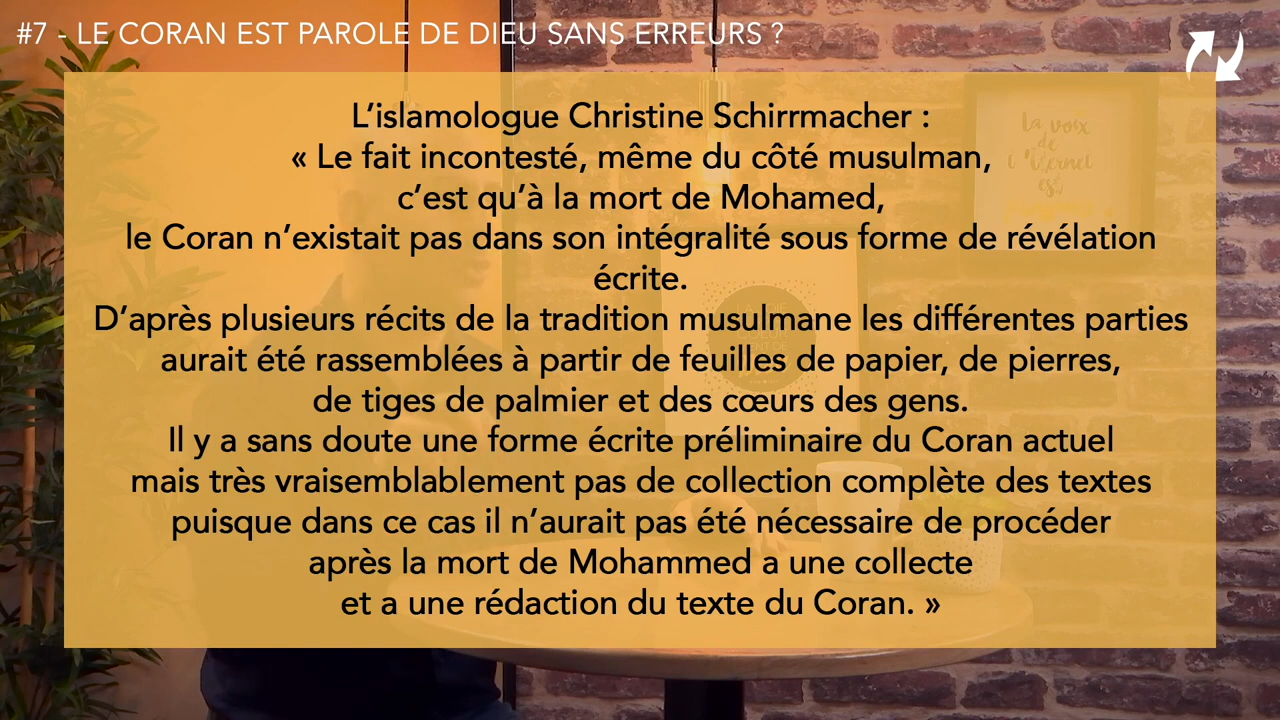 #7 - LE CORAN EST PAROLE DE DIEU SANS ERREURS ?
L’islamologue Christine Schirrmacher :
« Le fait incontesté, même du côté musulman,
c’est qu’à la mort de Mohamed,
le Coran n’existait pas dans son intégralité sous forme de révélation
écrite.
D’après plusieurs récits de la tradition musulmane les différentes parties
aurait été rassemblées à partir de feuilles de papier, de pierres,
de tiges de palmier et des cœurs des gens.
Il y a sans doute une forme écrite préliminaire du Coran actuel
mais très vraisemblablement pas de collection complète des textes
puisque dans ce cas il n’aurait pas été nécessaire de procéder
après la mort de Mohammed a une collecte
et a une rédaction du texte du Coran. »
la voix
de
l'Éternel
est